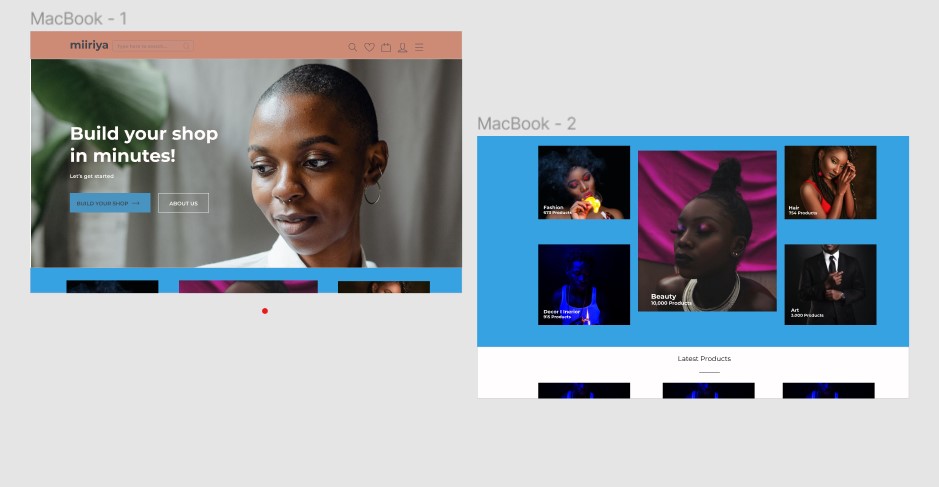 MacBook - 1
miiriya
Type here to search...
Build your shop
in minutes!
Let's get started
BUILD YOUR SHOP
ABOUT US
MacBook - 2
Fashion
573 Products
Beauty
10,000 Products
Hair
754 Products
Decor I nterior
915 Products
Art
2,000 Products
Latest Products